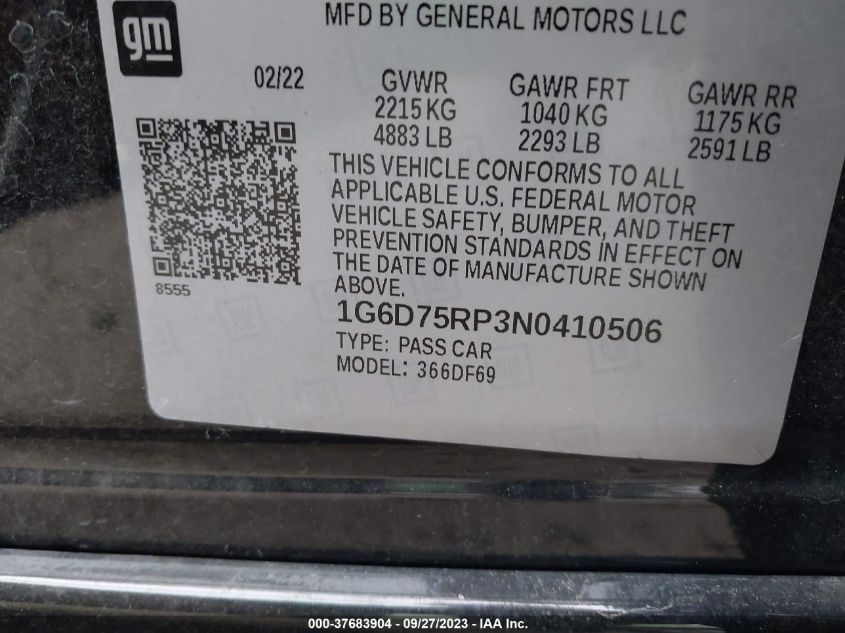 MFD BY GENERAL MOTORS LLC
gm
02/22
GVWR
2215 KG
4883 LB
GAWR FRT
1040 KG
2293 LB
GAWR RR
1175 KG
2591 LB
THIS VEHICLE CONFORMS TO ALL
APPLICABLE U.S. FEDERAL MOTOR
VEHICLE SAFETY, BUMPER, AND THEFT
PREVENTION STANDARDS IN EFFECT ON
THE DATE OF MANUFACTURE SHOWN
ABOVE.
8555
1G6D75RP3N0410506
TYPE: PASS CAR
MODEL: 366DF69
000-37683904 - 09/27/2023 - IAA Inc.